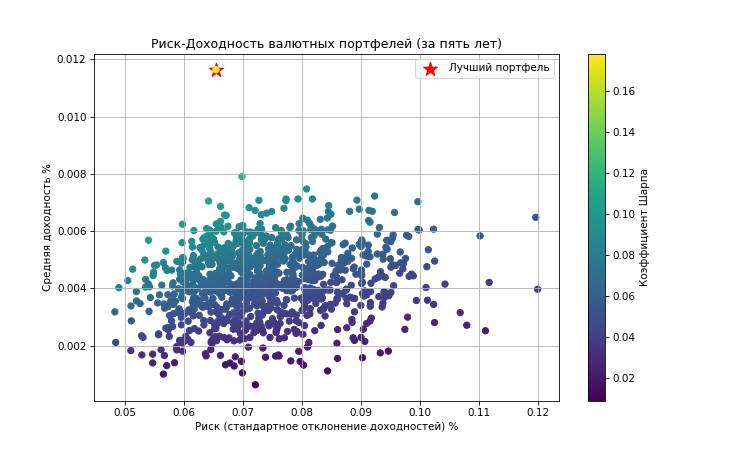 Риск-Доходность валютных портфелей (за пять лет)
Лучший портфель
0.012
0.010
0.008
0.006
0.004
0.002
Средняя доходность %
0.05 0.06 0.07 0.08 0.09 0.10 0.11 0.12
Риск (стандартное отклонение доходностей) %
0.16
0.14
0.12
0.10
0.08
0.06
0.04
0.02
Коэффициент Шарпа